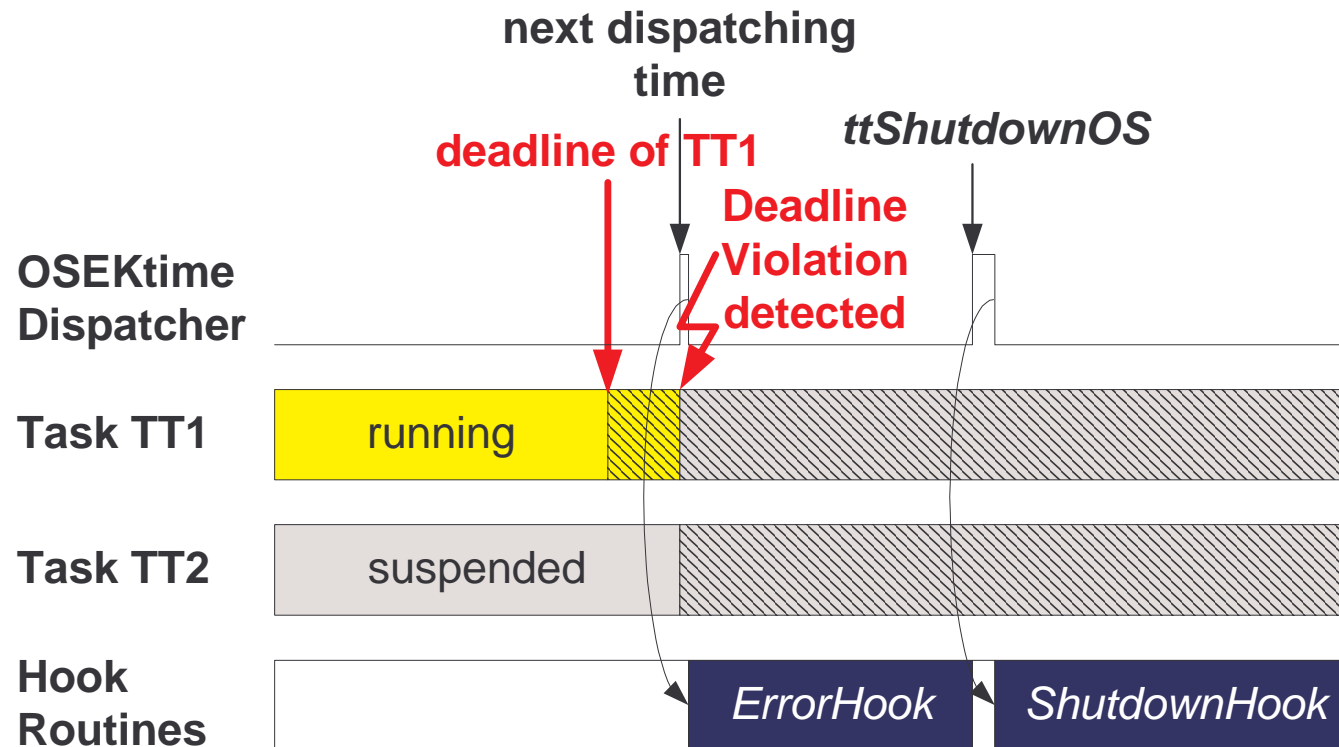 next dispatching
time
ttShutdownOS
deadline of TT1
Deadline
Violation
detected
OSEKtime
Dispatcher
Task TT1
running
Task TT2
suspended
Hook
Routines
ErrorHook
ShutdownHook